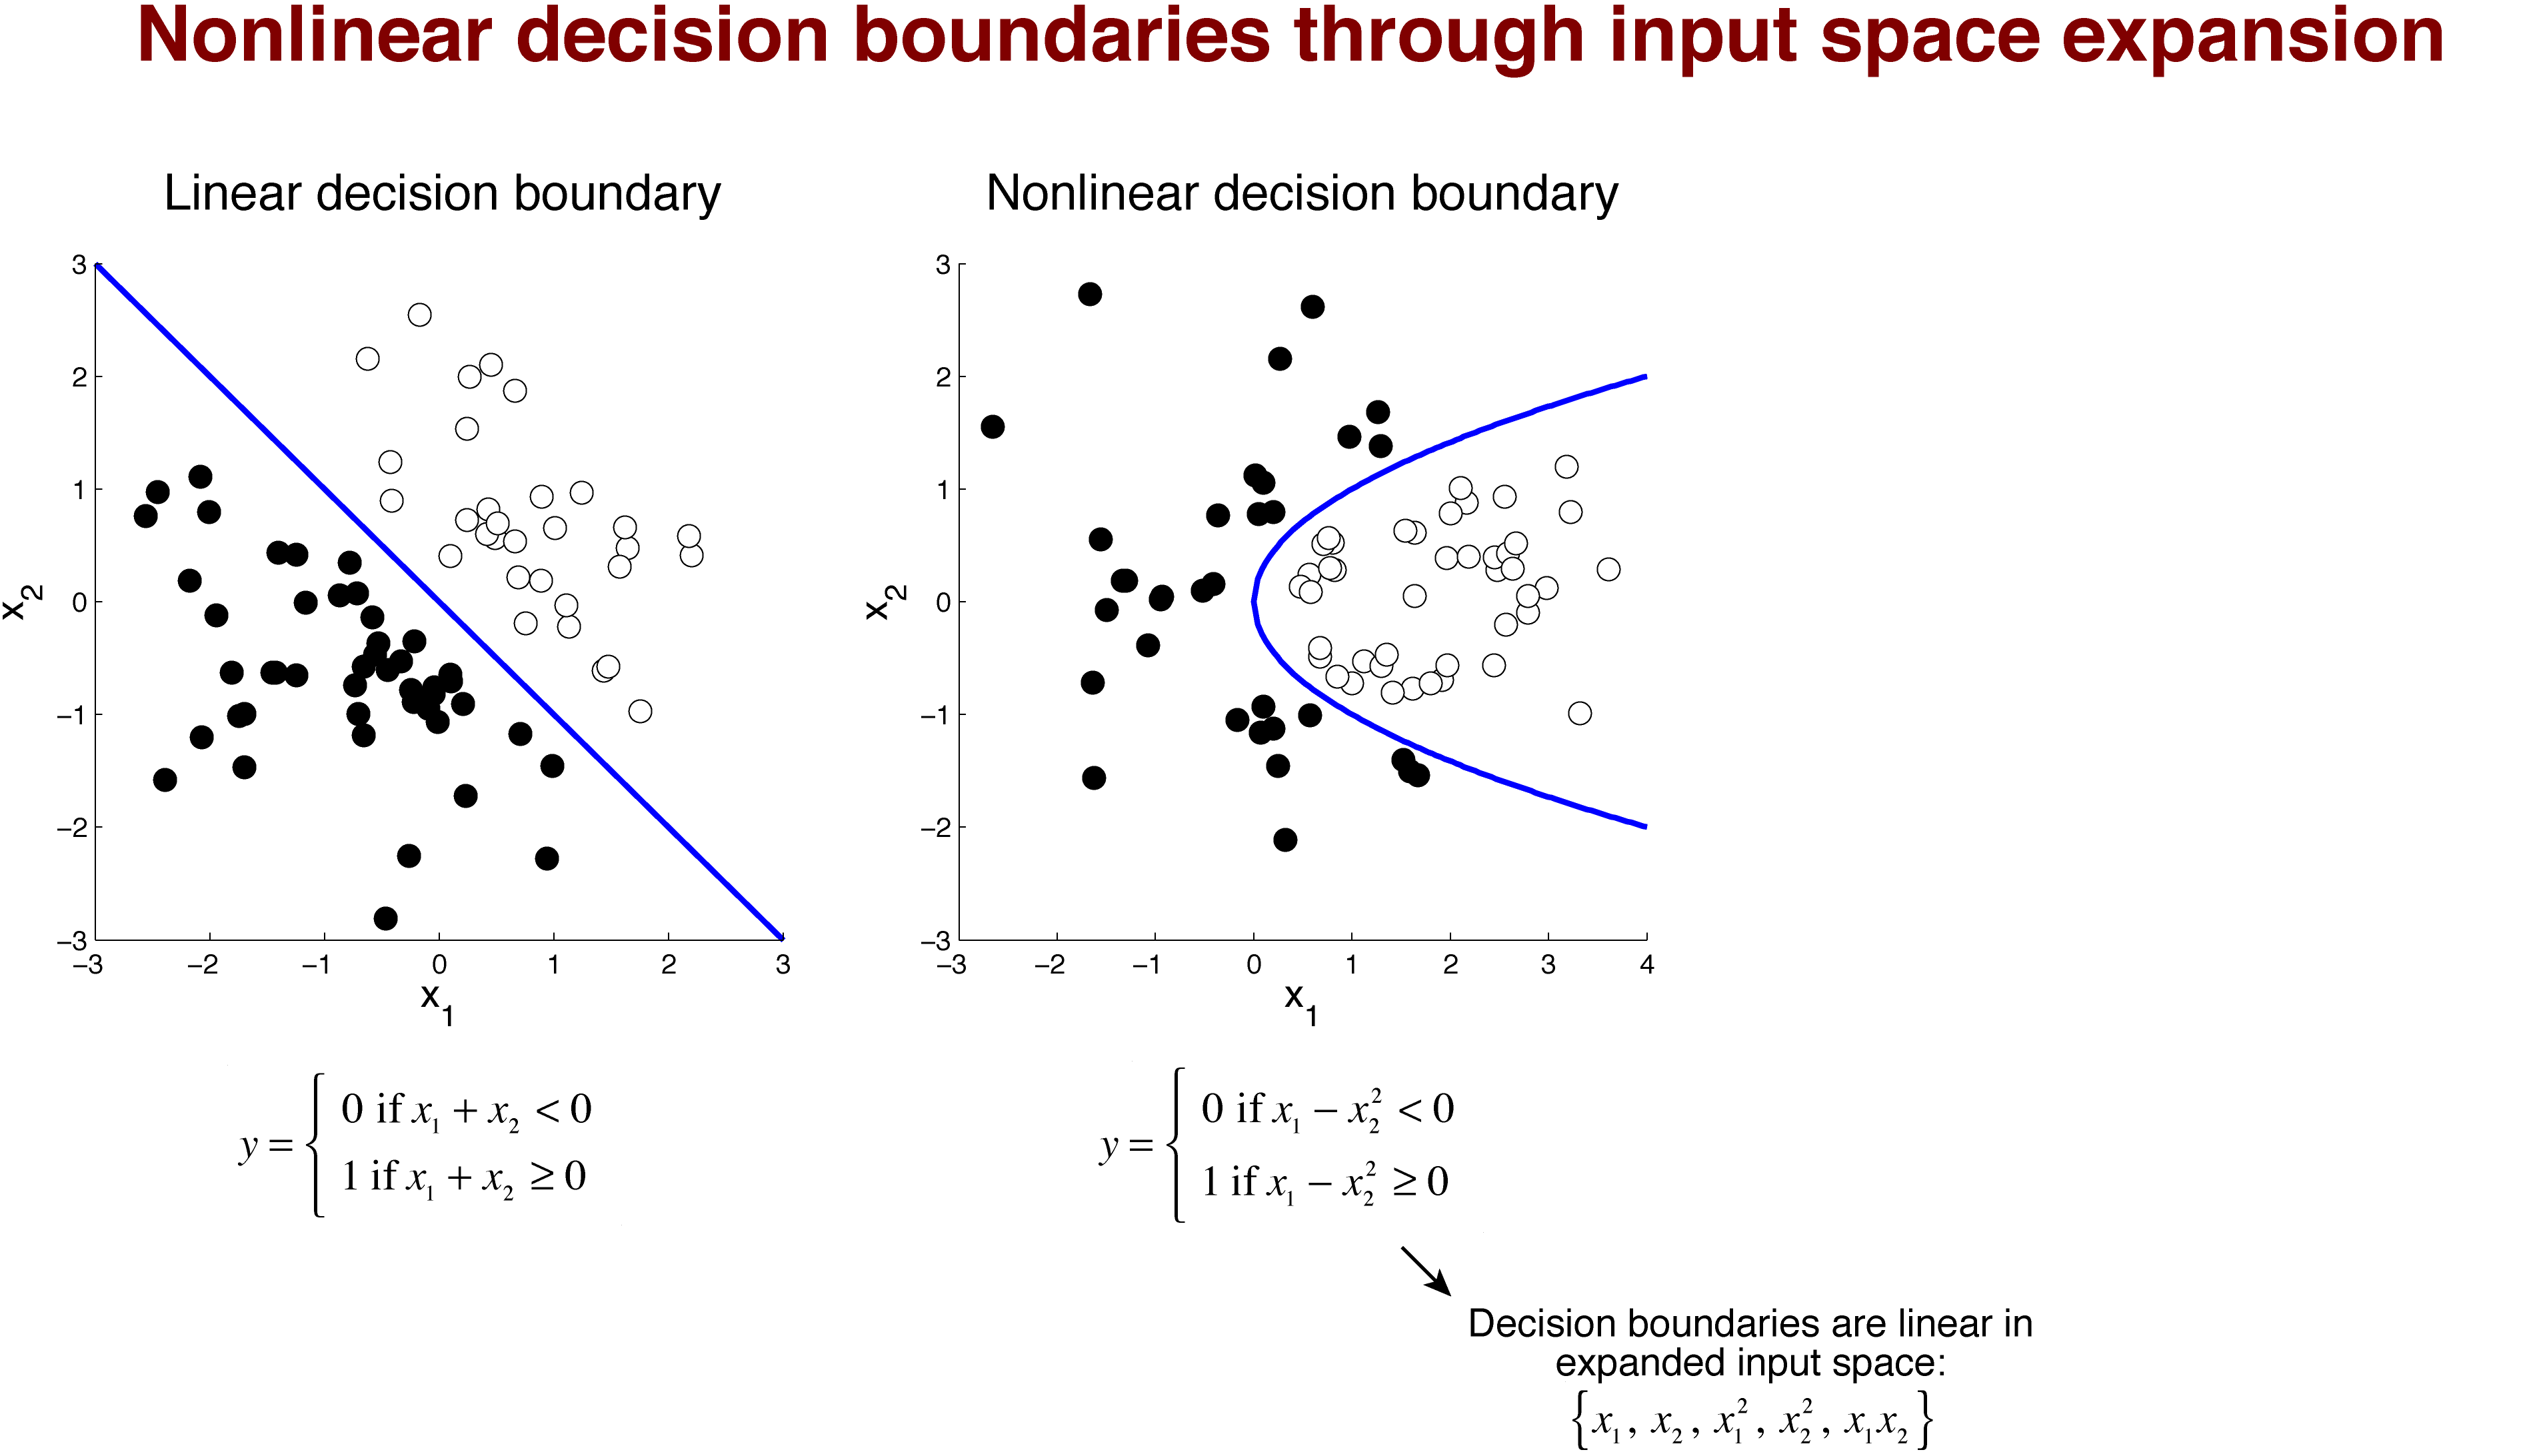 Nonlinear decision boundaries through input space expansion
Linear decision boundary
3
2
1
0
−1
−2
−3
x₂
−3 −2 −1 0 1 2 3
x₁
y = { 0 if x₁ + x₂ < 0
1 if x₁ + x₂ ≥ 0
Nonlinear decision boundary
3
2
1
0
−1
−2
−3
x₂
−3 −2 −1 0 1 2 3 4
x₁
y = { 0 if x₁ − x₂² < 0
1 if x₁ − x₂² ≥ 0
Decision boundaries are linear in
expanded input space:
{x₁, x₂, x₁², x₂², x₁x₂}